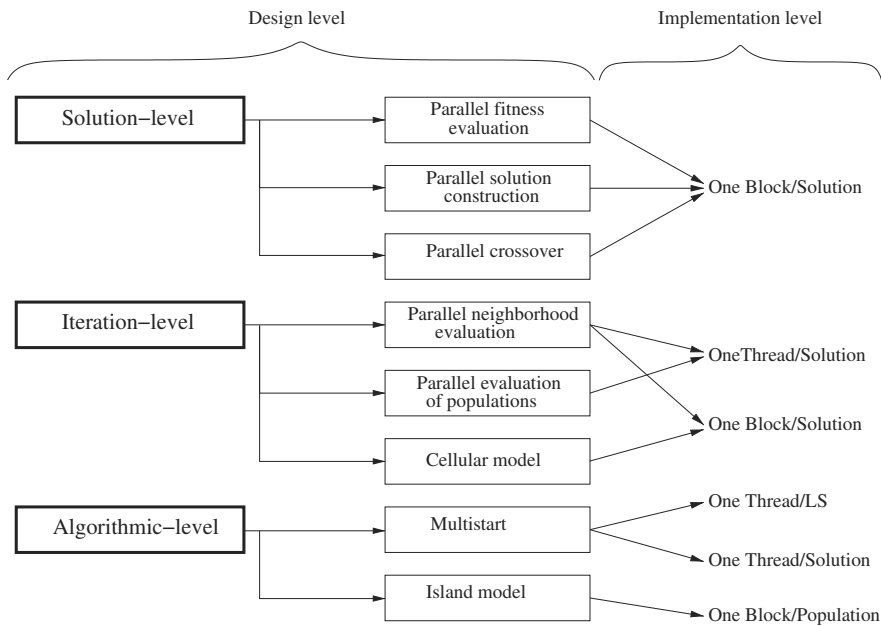 Design level
Implementation level
Solution−level
Parallel fitness
evaluation
Parallel solution
construction
One Block/Solution
Parallel crossover
Iteration−level
Parallel neighborhood
evaluation
OneThread/Solution
Parallel evaluation
of populations
One Block/Solution
Cellular model
One Thread/LS
Algorithmic−level
Multistart
One Thread/Solution
Island model
One Block/Population